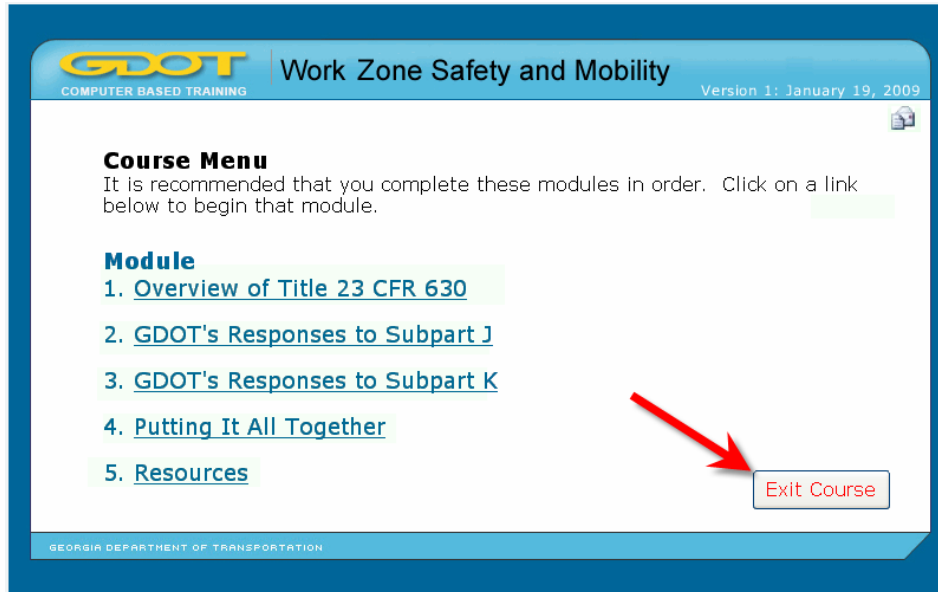 GDOT
COMPUTER BASED TRAINING
Work Zone Safety and Mobility
Version 1: January 19, 2009
Course Menu
It is recommended that you complete these modules in order. Click on a link
below to begin that module.
Module
1. Overview of Title 23 CFR 630
2. GDOT's Responses to Subpart J
3. GDOT's Responses to Subpart K
4. Putting It All Together
5. Resources
Exit Course
GEORGIA DEPARTMENT OF TRANSPORTATION